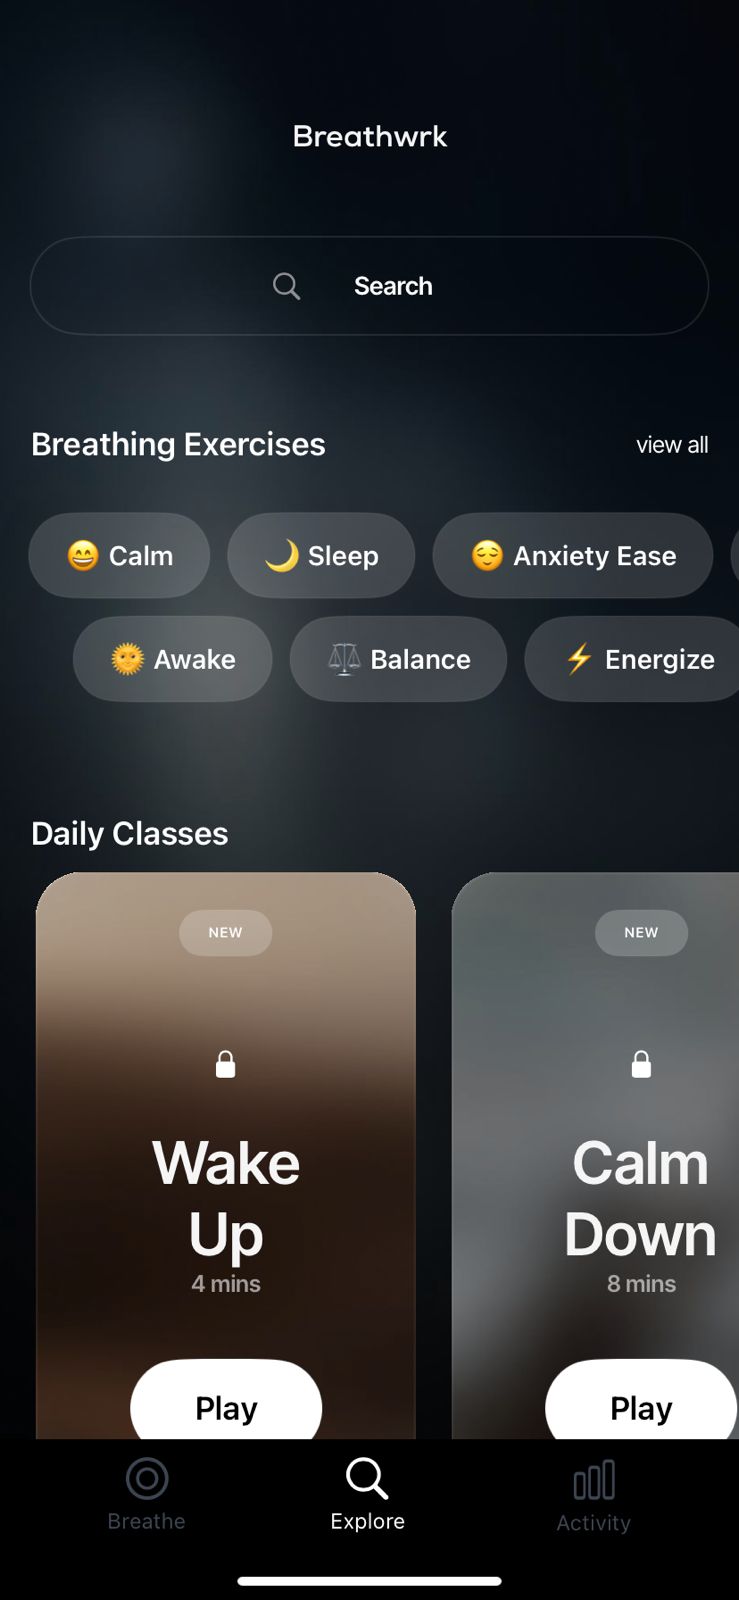 Breathwrk
Search
Breathing Exercises
view all
Calm
Sleep
Anxiety Ease
Awake
Balance
Energize
Daily Classes
NEW
Wake
Up
4 mins
Play
NEW
Calm
Down
8 mins
Play
Breathe
Explore
Activity